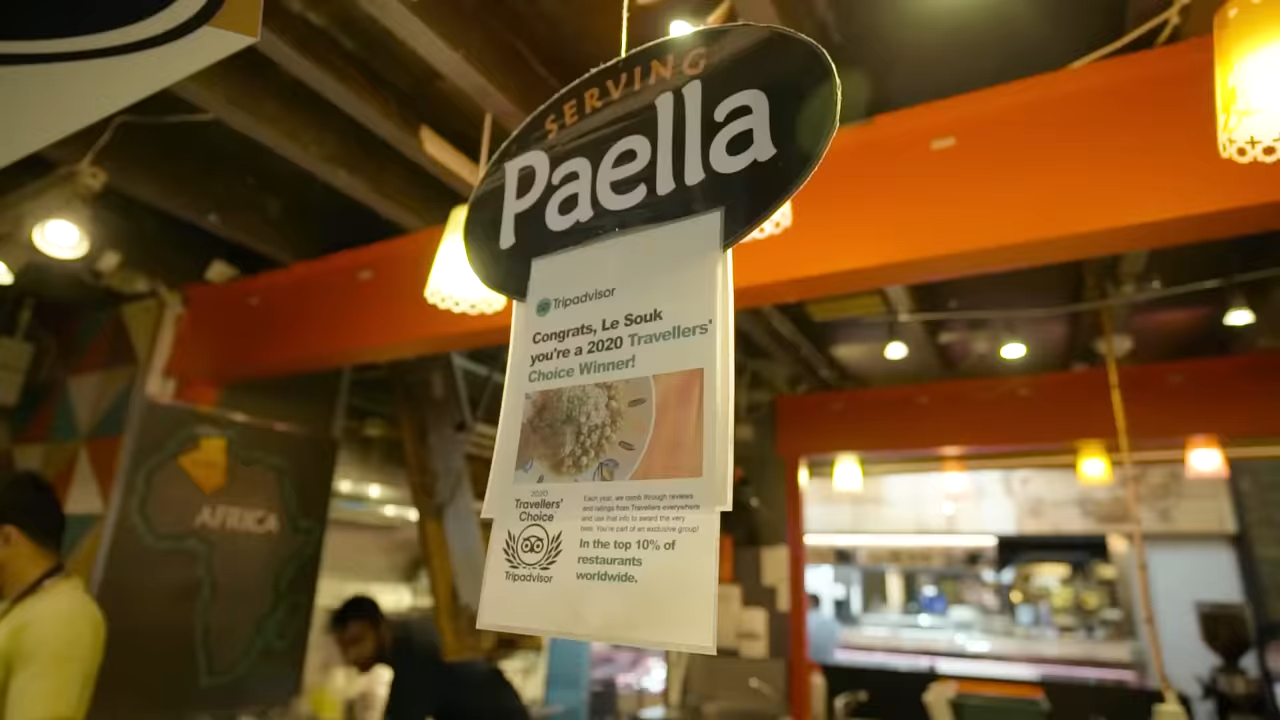 SERVING
Paella
Tripadvisor
Congrats, Le Souk
you're a 2020 Travellers'
Choice Winner!
2020
Travellers'
Choice
Tripadvisor
Each year, we comb through reviews
and ratings from Travellers everywhere
and use that info to award the very
best. You're part of an exclusive group!
In the top 10% of
restaurants
worldwide.
AFRICA